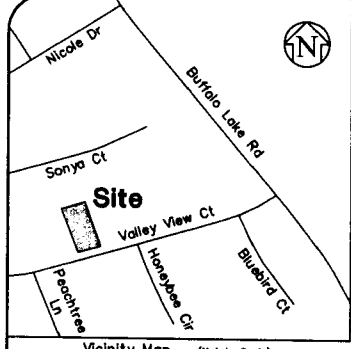 N
Nicole Dr
Buffalo Lake Rd
Sonya Ct
Site
Valley View Ct
Peachtree
Ln
Honeybee Cir
Bluebird Ct
Vicinity Map